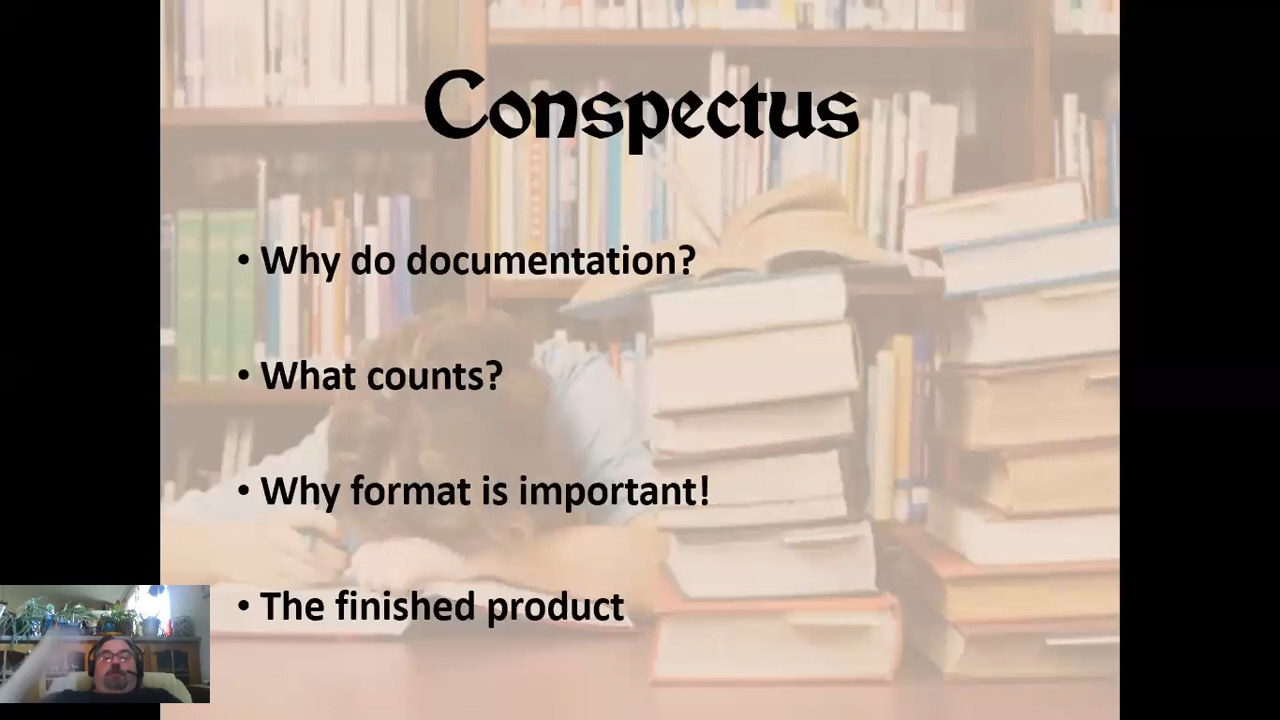 Conspectus
• Why do documentation?
• What counts?
• Why format is important!
• The finished product